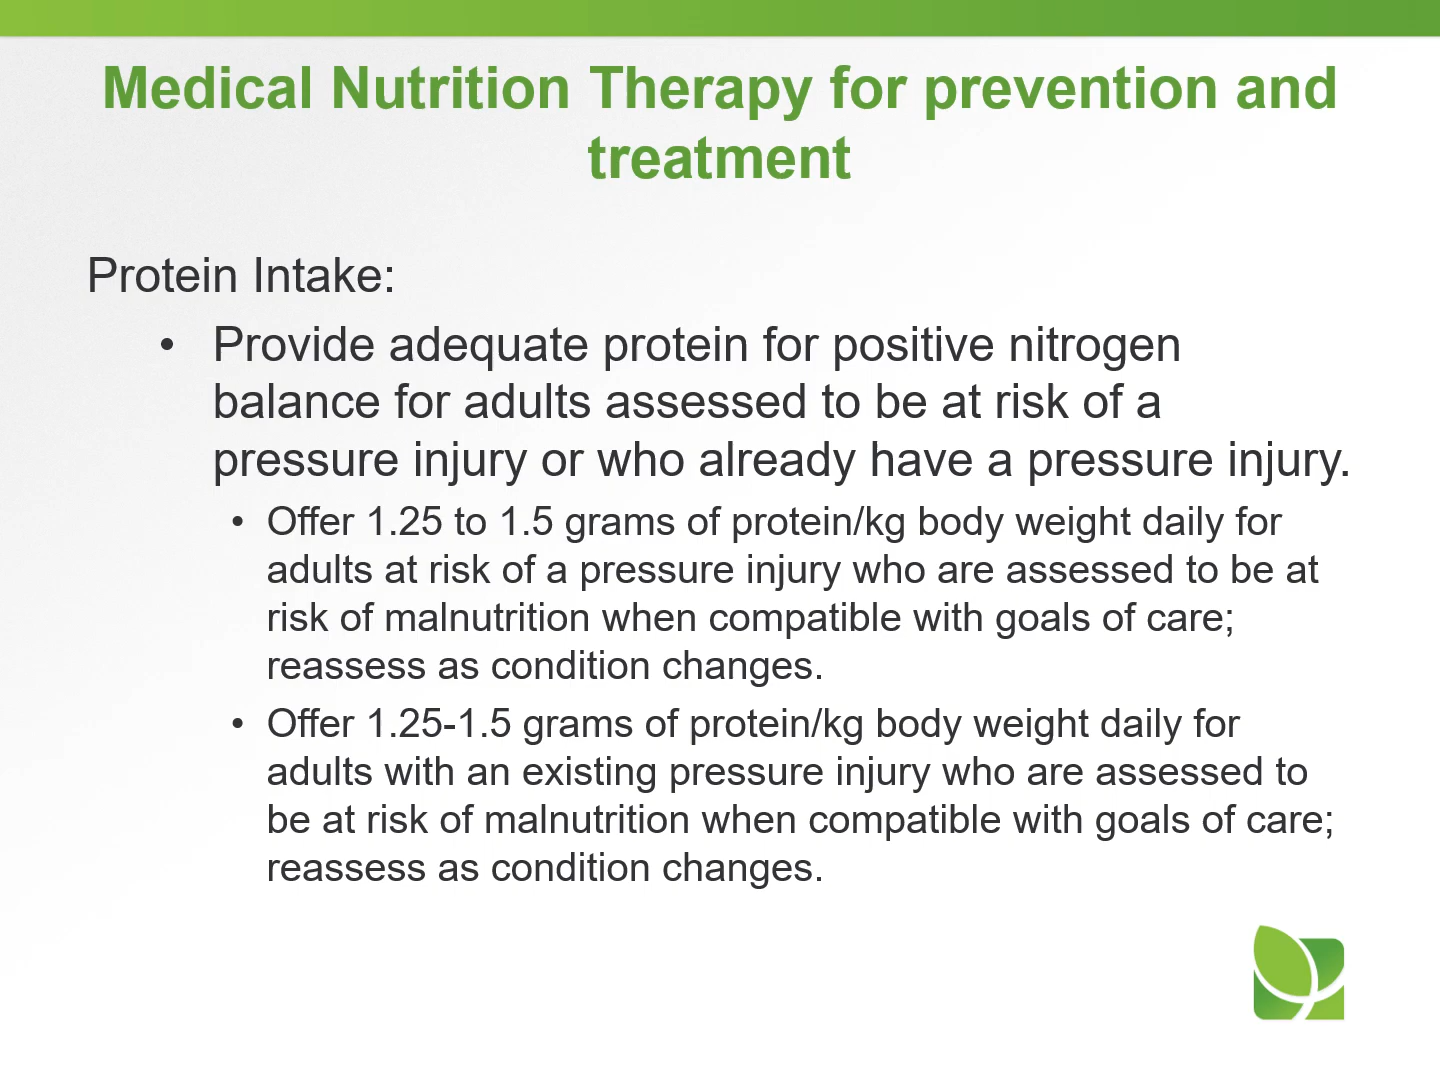 Medical Nutrition Therapy for prevention and
treatment
Protein Intake:
• Provide adequate protein for positive nitrogen
balance for adults assessed to be at risk of a
pressure injury or who already have a pressure injury.
• Offer 1.25 to 1.5 grams of protein/kg body weight daily for
adults at risk of a pressure injury who are assessed to be at
risk of malnutrition when compatible with goals of care;
reassess as condition changes.
• Offer 1.25-1.5 grams of protein/kg body weight daily for
adults with an existing pressure injury who are assessed to
be at risk of malnutrition when compatible with goals of care;
reassess as condition changes.